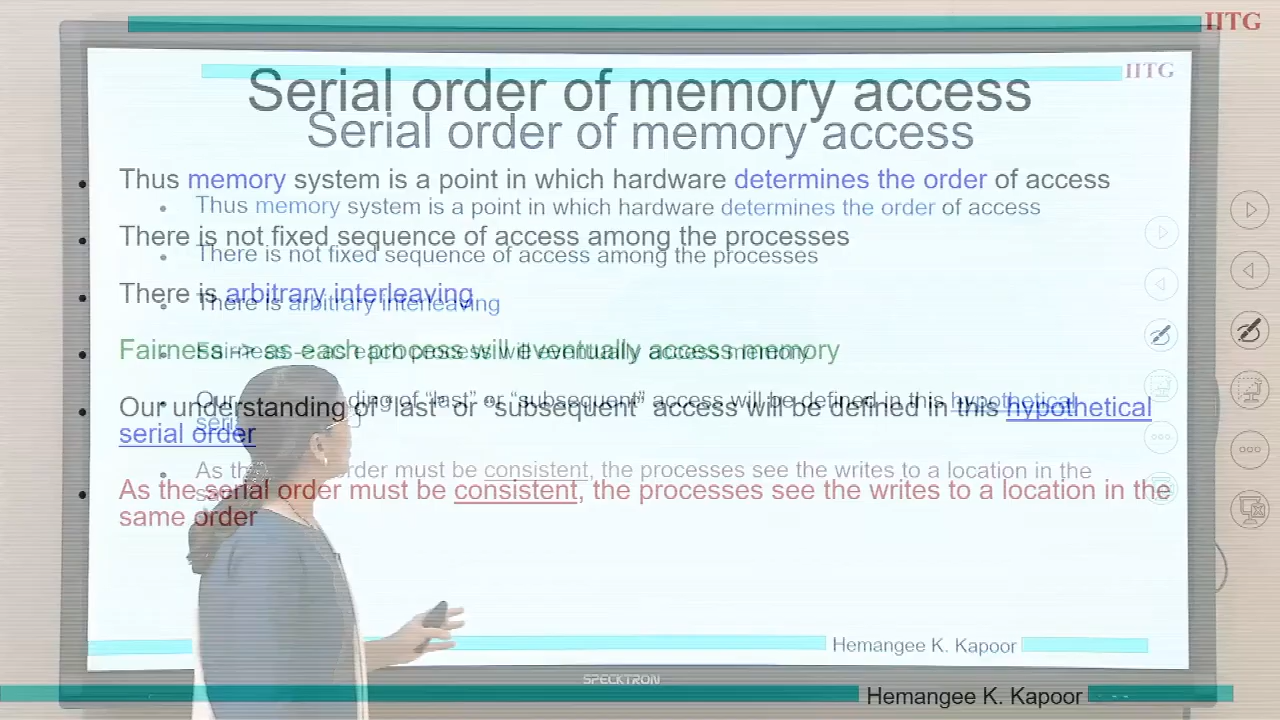 IITG
IITG
Serial order of memory access
Serial order of memory access
Thus memory system is a point in which hardware determines the order of access
Thus memory system is a point in which hardware determines the order of access
There is not fixed sequence of access among the processes
There is not fixed sequence of access among the processes
There is arbitrary interleaving
There is arbitrary interleaving
Fairness -> as each process will eventually access memory
Fairness -> as each process will eventually access memory
Our understanding of "last" or "subsequent" access will be defined in this hypothetical
serial order
Our ding of "last" or "subsequent" access will be defined in this hypothetical
As the order must be consistent, the processes see the writes to a location in the
As the serial order must be consistent, the processes see the writes to a location in the
same order
Hemangee K. Kapoor
SPECKTRON
Hemangee K. Kapoor